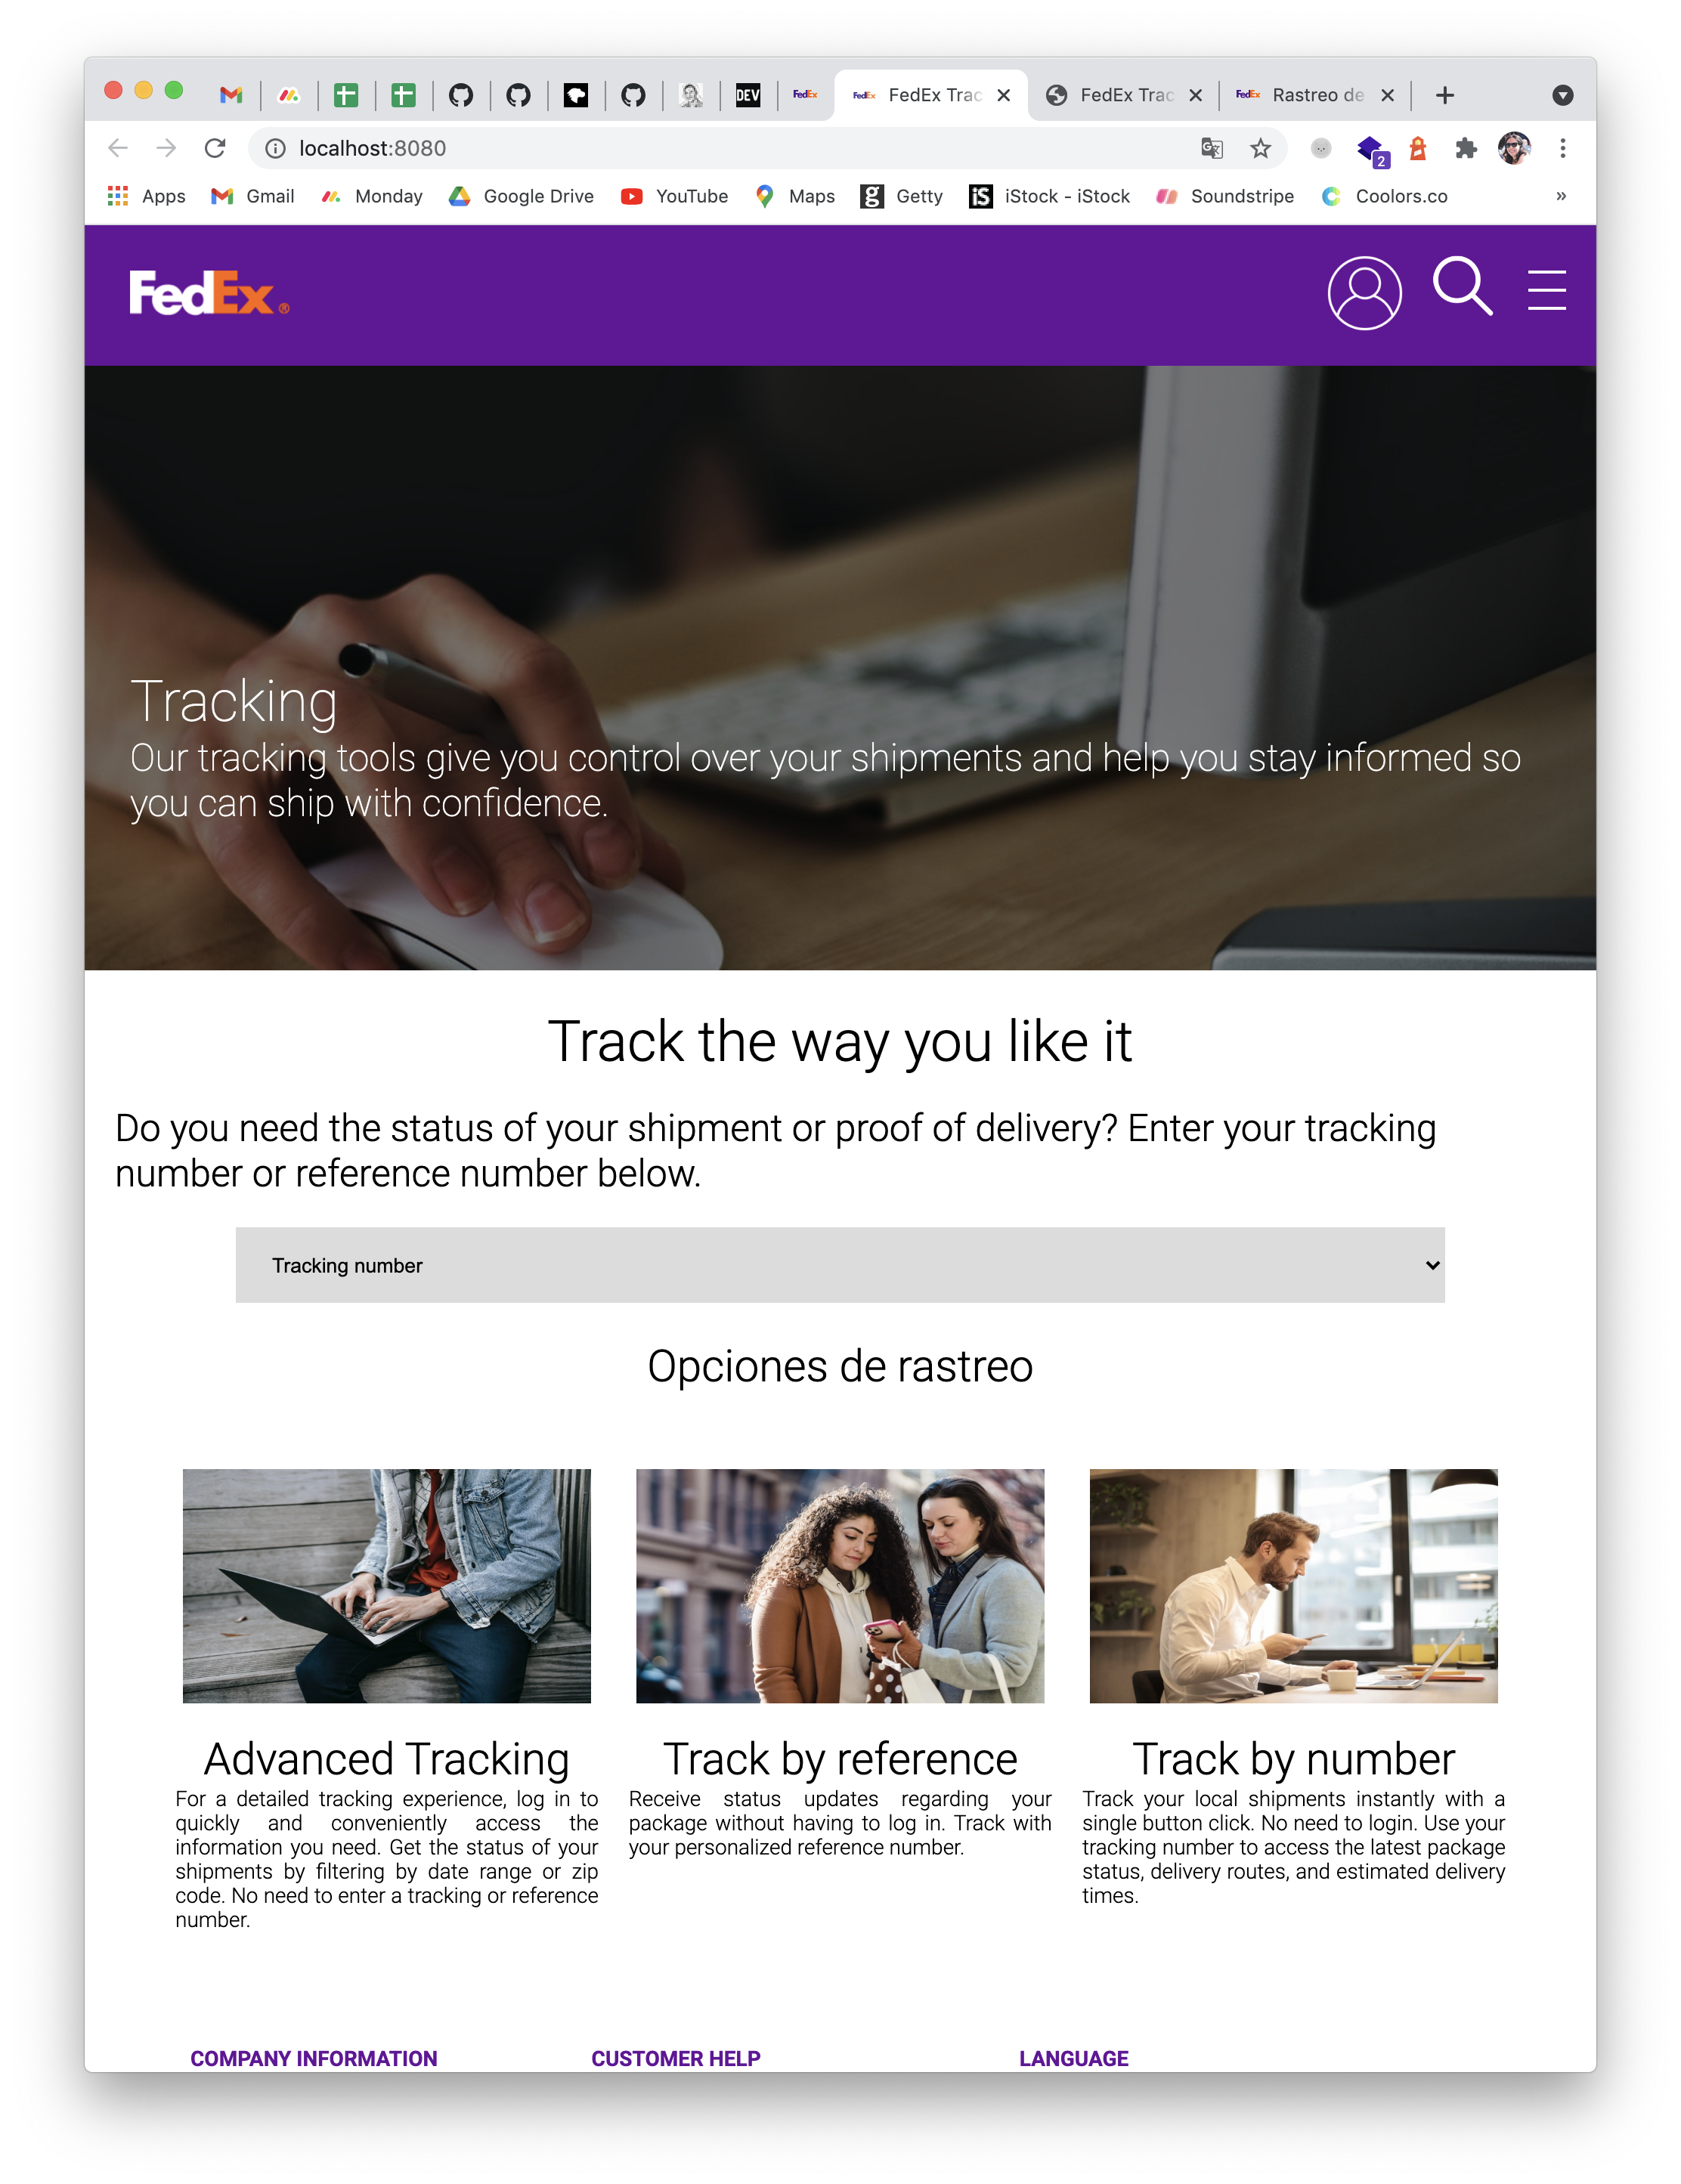 FedEx Trac
FedEx Trac
Rastreo de
DEV
FedEx
FedEx
FedEx
localhost:8080
2
Apps
Gmail
Monday
Google Drive
YouTube
Maps
g
Getty
iS
iStock - iStock
Soundstripe
Coolors.co
»
FedEx®
Tracking
Our tracking tools give you control over your shipments and help you stay informed so
you can ship with confidence.
Track the way you like it
Do you need the status of your shipment or proof of delivery? Enter your tracking
number or reference number below.
Tracking number
Opciones de rastreo
Advanced Tracking
For a detailed tracking experience, log in to
quickly and conveniently access the
information you need. Get the status of your
shipments by filtering by date range or zip
code. No need to enter a tracking or reference
number.
Track by reference
Receive status updates regarding your
package without having to log in. Track with
your personalized reference number.
Track by number
Track your local shipments instantly with a
single button click. No need to login. Use your
tracking number to access the latest package
status, delivery routes, and estimated delivery
times.
COMPANY INFORMATION
CUSTOMER HELP
LANGUAGE